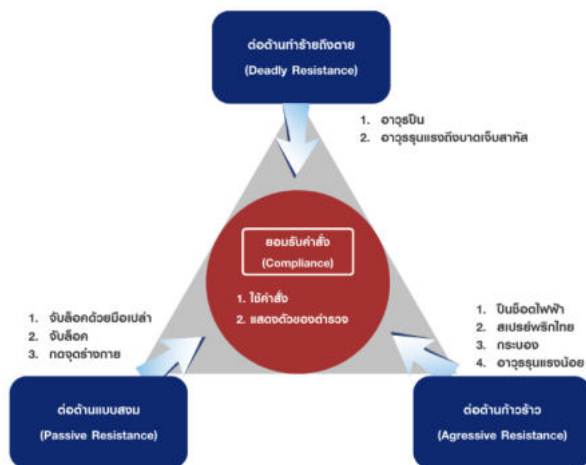 ต่อต้านทำร้ายถึงตาย
(Deadly Resistance)
1. อาวุธปืน
2. อาวุธรุนแรงถึงบาดเจ็บสาหัส
ยอมรับคำสั่ง
(Compliance)
1. ใช้คำสั่ง
2. แสดงตัวของตำรวจ
1. จับล็อคด้วยมือเปล่า
2. จับล็อค
3. กดจุดร่างกาย
1. ปืนช็อตไฟฟ้า
2. สเปรย์พริกไทย
3. กระบอง
4. อาวุธรุนแรงน้อย
ต่อต้านแบบสงบ
(Passive Resistance)
ต่อต้านก้าวร้าว
(Agressive Resistance)